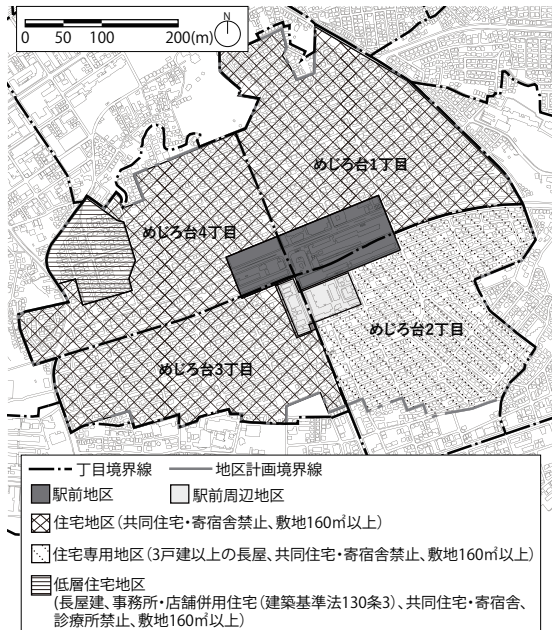 N
0 50 100 200(m)
めじろ台1丁目
めじろ台4丁目
めじろ台2丁目
めじろ台3丁目
丁目境界線 地区計画境界線
駅前地区 駅前周辺地区
住宅地区(共同住宅・寄宿舎禁止、敷地160㎡以上)
住宅専用地区(3戸建以上の長屋、共同住宅・寄宿舎禁止、敷地160㎡以上)
低層住宅地区
(長屋建、事務所・店舗併用住宅(建築基準法130条3)、共同住宅・寄宿舎、
診療所禁止、敷地160㎡以上)